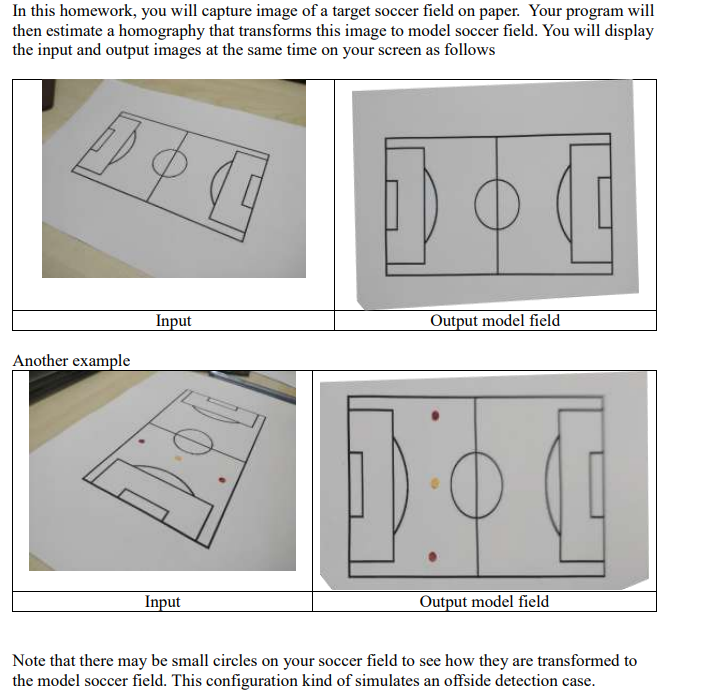 In this homework, you will capture image of a target soccer field on paper.  Your program will
then estimate a homography that transforms this image to model soccer field. You will display
the input and output images at the same time on your screen as follows
Input
Output model field
Another example
Input
Output model field
Note that there may be small circles on your soccer field to see how they are transformed to
the model soccer field. This configuration kind of simulates an offside detection case.